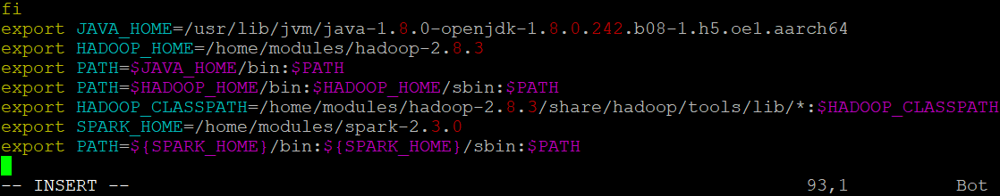 fi
export JAVA_HOME=/usr/lib/jvm/java-1.8.0-openjdk-1.8.0.242.b08-1.h5.oe1.aarch64
export HADOOP_HOME=/home/modules/hadoop-2.8.3
export PATH=$JAVA_HOME/bin:$PATH
export PATH=$HADOOP_HOME/bin:$HADOOP_HOME/sbin:$PATH
export HADOOP_CLASSPATH=/home/modules/hadoop-2.8.3/share/hadoop/tools/lib/*:$HADOOP_CLASSPATH
export SPARK_HOME=/home/modules/spark-2.3.0
export PATH=${SPARK_HOME}/bin:${SPARK_HOME}/sbin:$PATH
-- INSERT -- 93,1 Bot